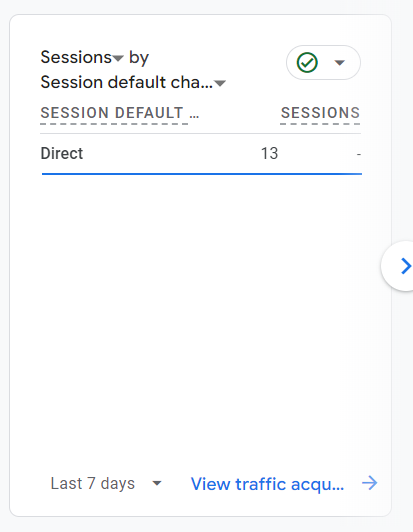 Sessions by
Session default cha...
SESSION DEFAULT ... SESSIONS
Direct 13 -
Last 7 days View traffic acqu...